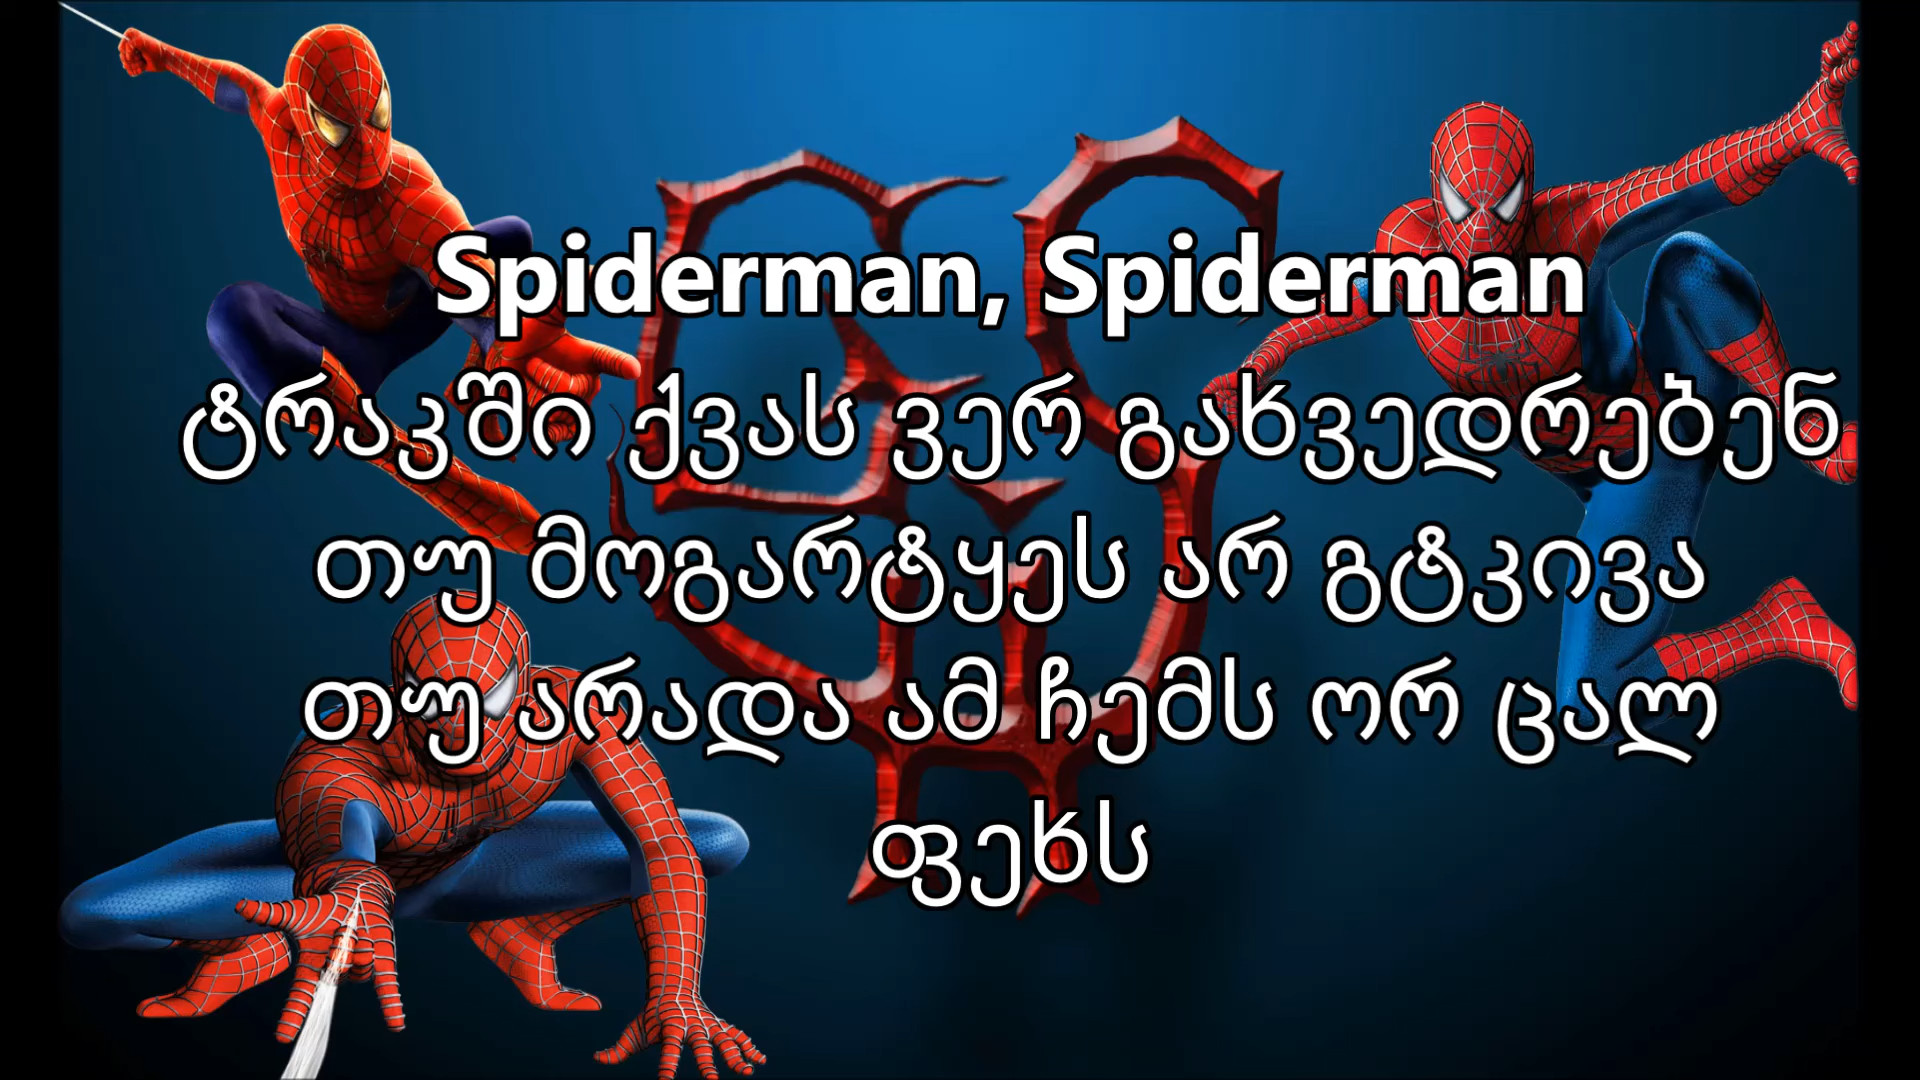 Spiderman, Spiderman
ტრაკში ქვას ვერ გახვედრებენ
თუ მოგარტყეს არ გტკივა
თუ არადა ამ ჩემს ორ ცალ
ფეხს